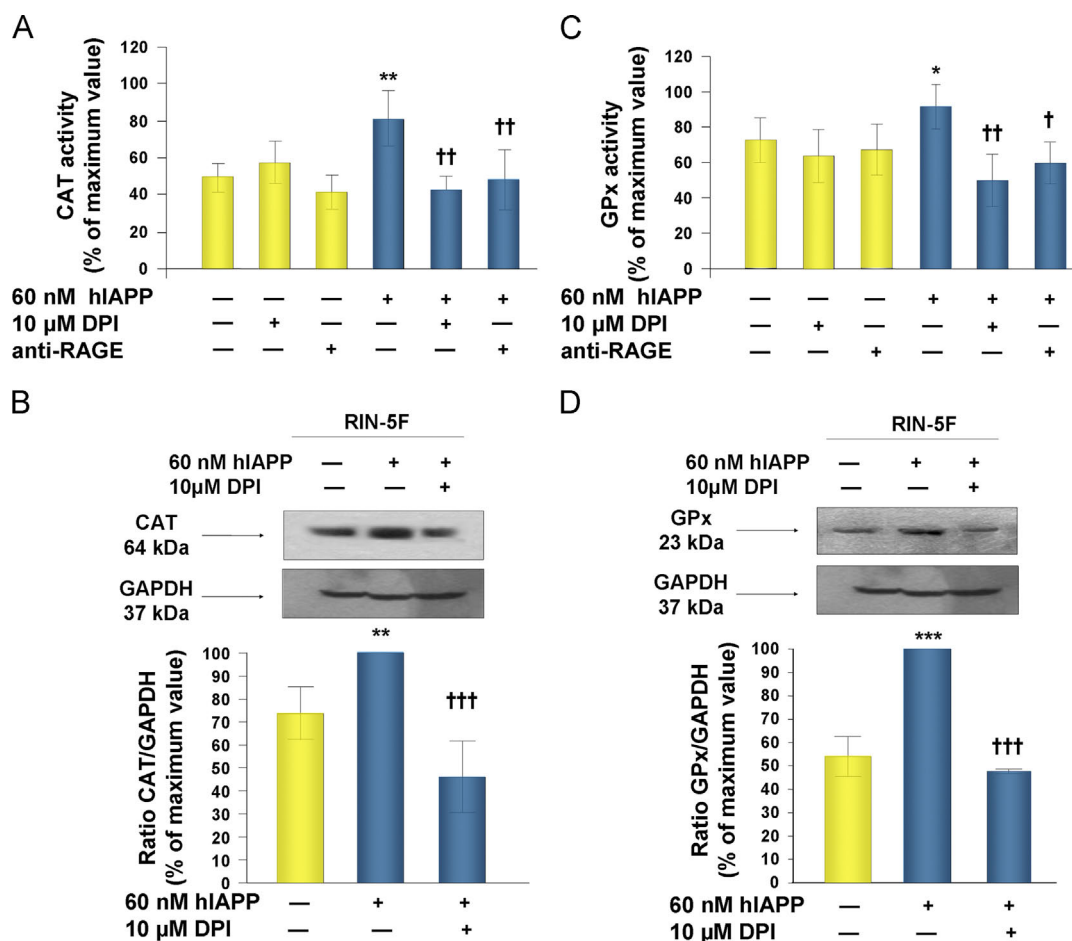 A
CAT activity
(% of maximum value)
120
100
80
60
40
20
0
**
††
††
60 nM hIAPP — — — + + +
10 µM DPI — + — — + —
anti-RAGE — — + — — +
C
GPx activity
(% of maximum value)
120
100
80
60
40
20
0
*
††
†
60 nM hIAPP — — — + + +
10 µM DPI — + — — + —
anti-RAGE — — + — — +
B
RIN-5F
60 nM hIAPP — + +
10µM DPI — — +
CAT
64 kDa
GAPDH
37 kDa
Ratio CAT/GAPDH
(% of maximum value)
100
90
80
70
60
50
40
30
20
100
0
**
†††
60 nM hIAPP — + +
10 µM DPI — — +
D
RIN-5F
60 nM hIAPP — + +
10µM DPI — — +
GPx
23 kDa
GAPDH
37 kDa
Ratio GPx/GAPDH
(% of maximum value)
100
90
80
70
60
50
40
30
20
100
0
***
†††
60 nM hIAPP — + +
10 µM DPI — — +